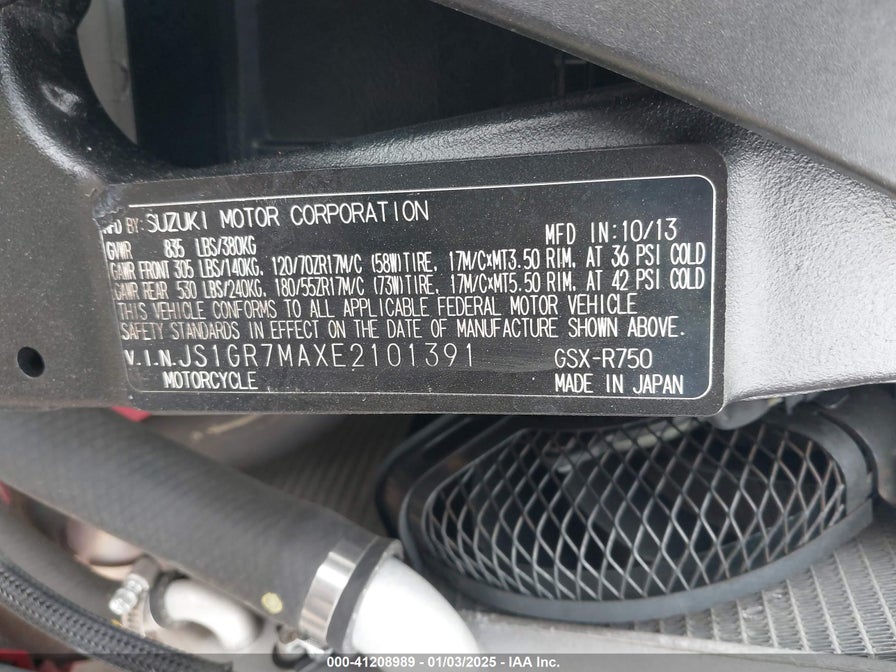 MFD BY: SUZUKI MOTOR CORPORATION MFD IN: 10/13
GVWR 835 LBS/380KG
GAWR FRONT 305 LBS/140KG, 120/70ZR17M/C (58W)TIRE, 17M/C×MT3.50 RIM, AT 36 PSI COLD
GAWR REAR 530 LBS/240KG, 180/55ZR17M/C (73W)TIRE, 17M/C×MT5.50 RIM, AT 42 PSI COLD
THIS VEHICLE CONFORMS TO ALL APPLICABLE FEDERAL MOTOR VEHICLE
SAFETY STANDARDS IN EFFECT ON THE DATE OF MANUFACTURE SHOWN ABOVE.
V.I.N. JS1GR7MAXE2101391 GSX-R750
MOTORCYCLE MADE IN JAPAN
000-41208989 — 01/03/2025 — IAA Inc.